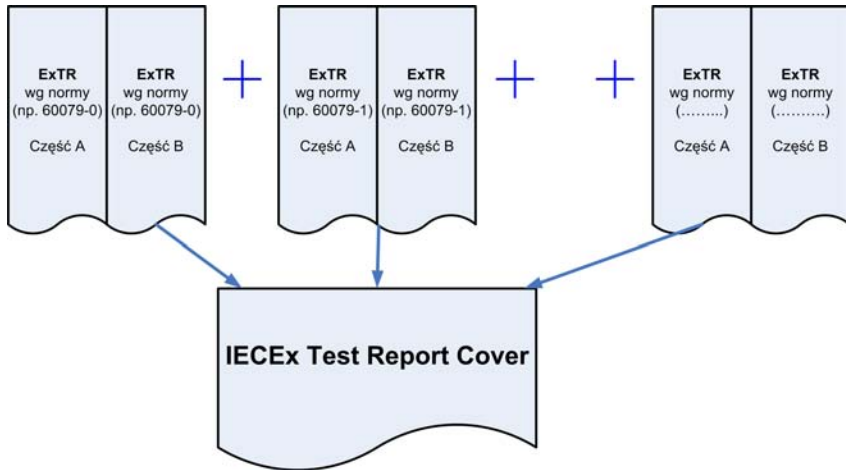 ExTR
wg normy
(np. 60079-0)
Część A
ExTR
wg normy
(np. 60079-0)
Część B
ExTR
wg normy
(np. 60079-1)
Część A
ExTR
wg normy
(np. 60079-1)
Część B
ExTR
wg normy
(……...)
Część A
ExTR
wg normy
(……….)
Część B
IECEx Test Report Cover